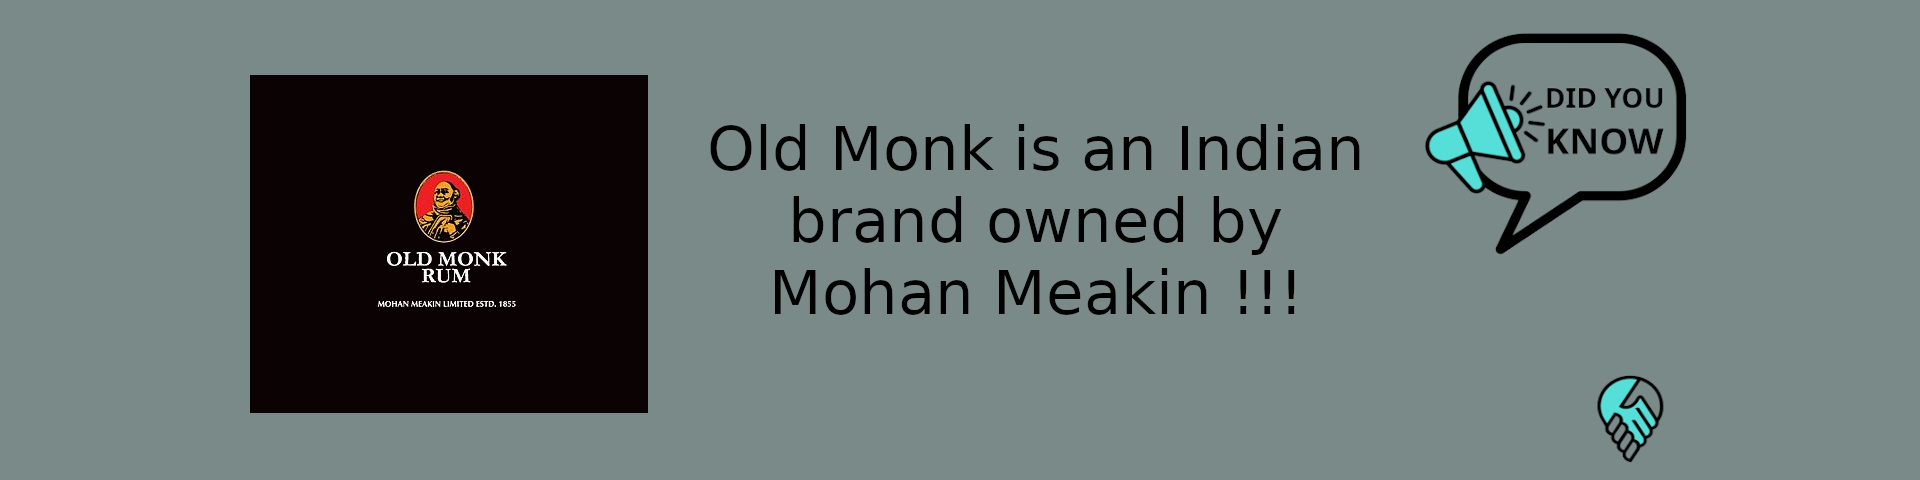 OLD MONK
RUM
MOHAN MEAKIN LIMITED ESTD. 1855
Old Monk is an Indian
brand owned by
Mohan Meakin !!!
DID YOU
KNOW